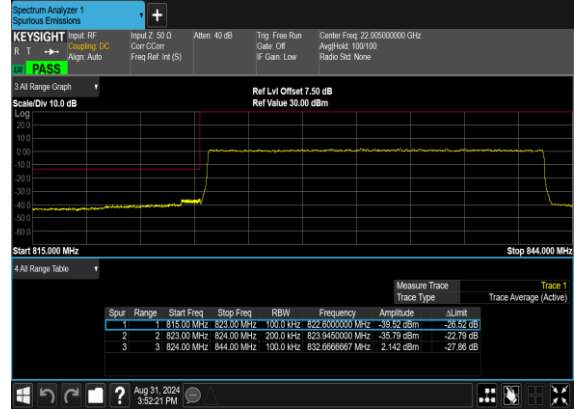 Spectrum Analyzer 1
Spurious Emissions
+
KEYSIGHT Input: RF Input Z: 50 Ω Atten: 40 dB Trig: Free Run Center Freq: 22.005000000 GHz
R T Coupling: DC Corr CCorr Gate: Off Avg|Hold: 100/100
Align: Auto Freq Ref: Int (S) IF Gain: Low Radio Std: None
PASS
3 All Range Graph
Ref Lvl Offset 7.50 dB
Scale/Div 10.0 dB Ref Value 30.00 dBm
Log
20.0
10.0
0.00
-10.0
-20.0
-30.0
-40.0
-50.0
-60.0
Start 815.000 MHz Stop 844.000 MHz
4 All Range Table
Measure Trace Trace 1
Trace Type Trace Average (Active)
Spur Range Start Freq Stop Freq RBW Frequency Amplitude ΔLimit
1 1 815.00 MHz 823.00 MHz 100.0 kHz 822.6000000 MHz -39.52 dBm -26.52 dB
2 2 823.00 MHz 824.00 MHz 200.0 kHz 823.9450000 MHz -35.79 dBm -22.79 dB
3 3 824.00 MHz 844.00 MHz 100.0 kHz 832.6666667 MHz 2.142 dBm -27.86 dB
? Aug 31, 2024
3:52:21 PM